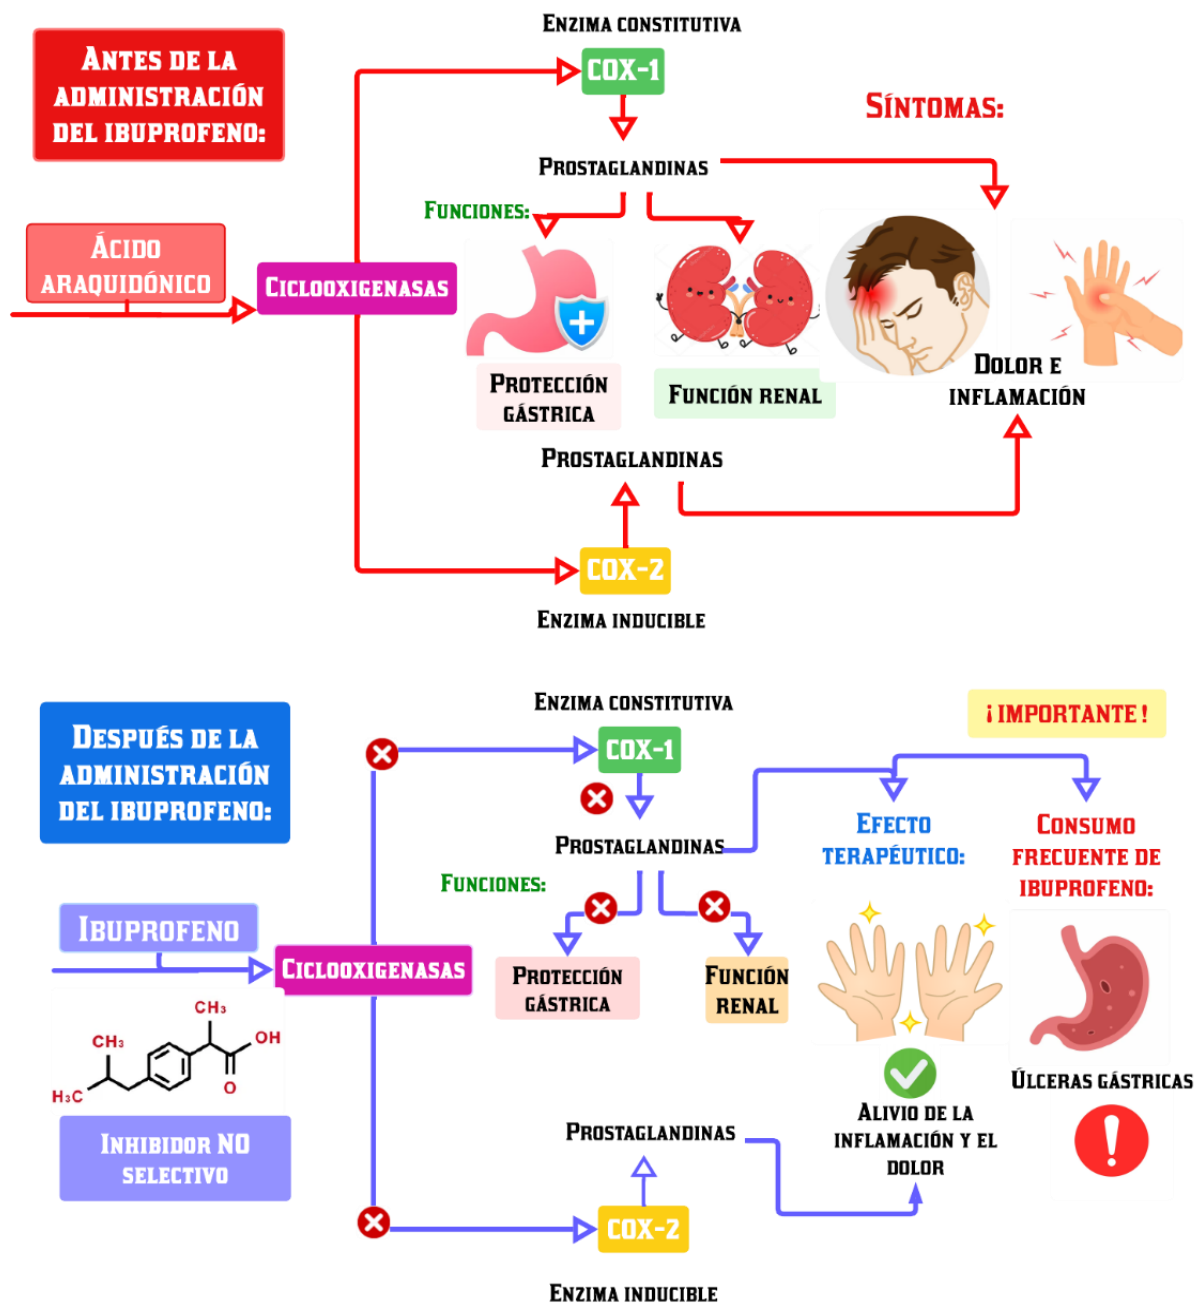 ENZIMA CONSTITUTIVA
ANTES DE LA
ADMINISTRACIÓN
DEL IBUPROFENO:
COX-1
SÍNTOMAS:
PROSTAGLANDINAS
FUNCIONES:
ÁCIDO
ARAQUIDÓNICO
CICLOOXIGENASAS
PROTECCIÓN
GÁSTRICA
FUNCIÓN RENAL
DOLOR E
INFLAMACIÓN
PROSTAGLANDINAS
COX-2
ENZIMA INDUCIBLE
DESPUÉS DE LA
ADMINISTRACIÓN
DEL IBUPROFENO:
ENZIMA CONSTITUTIVA
COX-1
¡IMPORTANTE!
PROSTAGLANDINAS
EFECTO
TERAPÉUTICO:
CONSUMO
FRECUENTE DE
IBUPROFENO:
FUNCIONES:
IBUPROFENO
CICLOOXIGENASAS
PROTECCIÓN
GÁSTRICA
FUNCIÓN
RENAL
CH3
CH3
OH
O
H3C
INHIBIDOR NO
SELECTIVO
PROSTAGLANDINAS
ALIVIO DE LA
INFLAMACIÓN Y EL
DOLOR
ÚLCERAS GÁSTRICAS
COX-2
ENZIMA INDUCIBLE